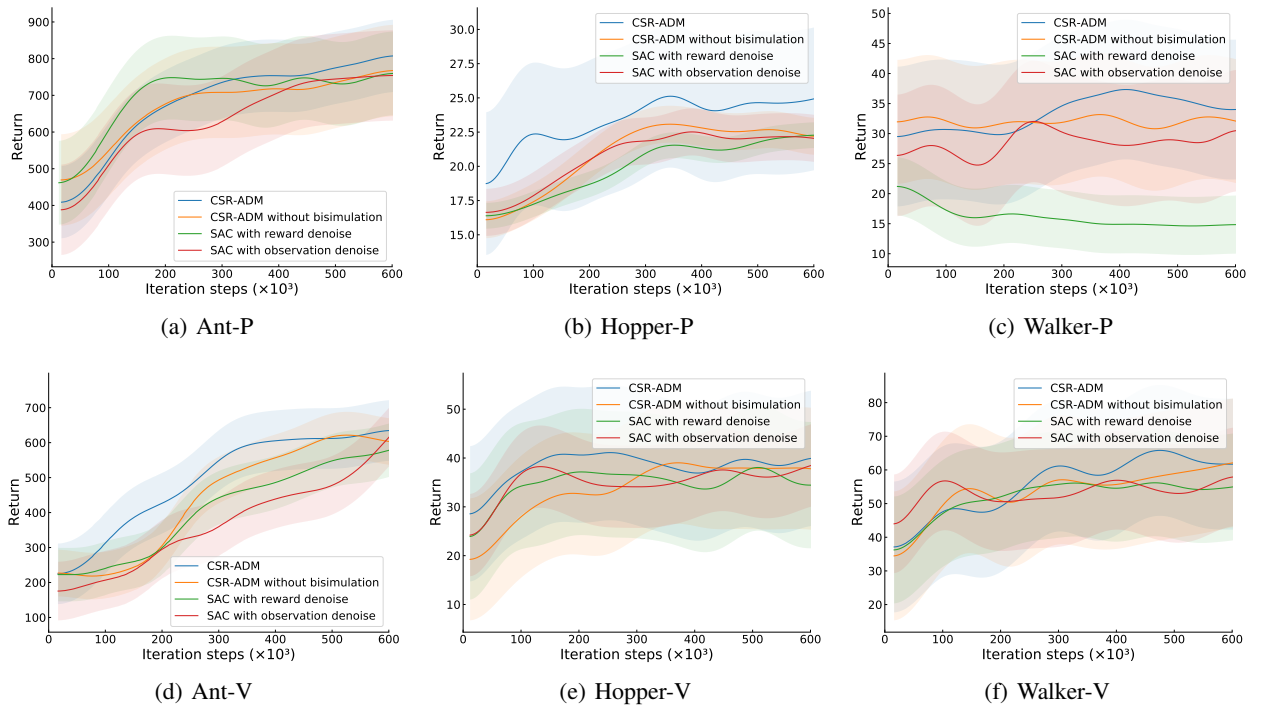 Return
900
800
700
600
500
400
300
0
100
200
300
400
500
600
Iteration steps (×10³)
CSR-ADM
CSR-ADM without bisimulation
SAC with reward denoise
SAC with observation denoise
(a) Ant-P
Return
30.0
27.5
25.0
22.5
20.0
17.5
15.0
0
100
200
300
400
500
600
Iteration steps (×10³)
CSR-ADM
CSR-ADM without bisimulation
SAC with reward denoise
SAC with observation denoise
(b) Hopper-P
Return
50
45
40
35
30
25
20
15
10
0
100
200
300
400
500
600
Iteration steps (×10³)
CSR-ADM
CSR-ADM without bisimulation
SAC with reward denoise
SAC with observation denoise
(c) Walker-P
Return
700
600
500
400
300
200
100
0
100
200
300
400
600
Iteration steps (×10³)
CSR-ADM
CSR-ADM without bisimulation
SAC with reward denoise
SAC with observation denoise
(d) Ant-V
Return
50
40
30
20
10
0
100
200
300
400
500
600
Iteration steps (×10³)
CSR-ADM
CSR-ADM without bisimulation
SAC with reward denoise
SAC with observation denoise
(e) Hopper-V
Return
80
70
60
50
40
30
20
0
100
200
300
400
500
600
Iteration steps (×10³)
CSR-ADM
CSR-ADM without bisimulation
SAC with reward denoise
SAC with observation denoise
(f) Walker-V